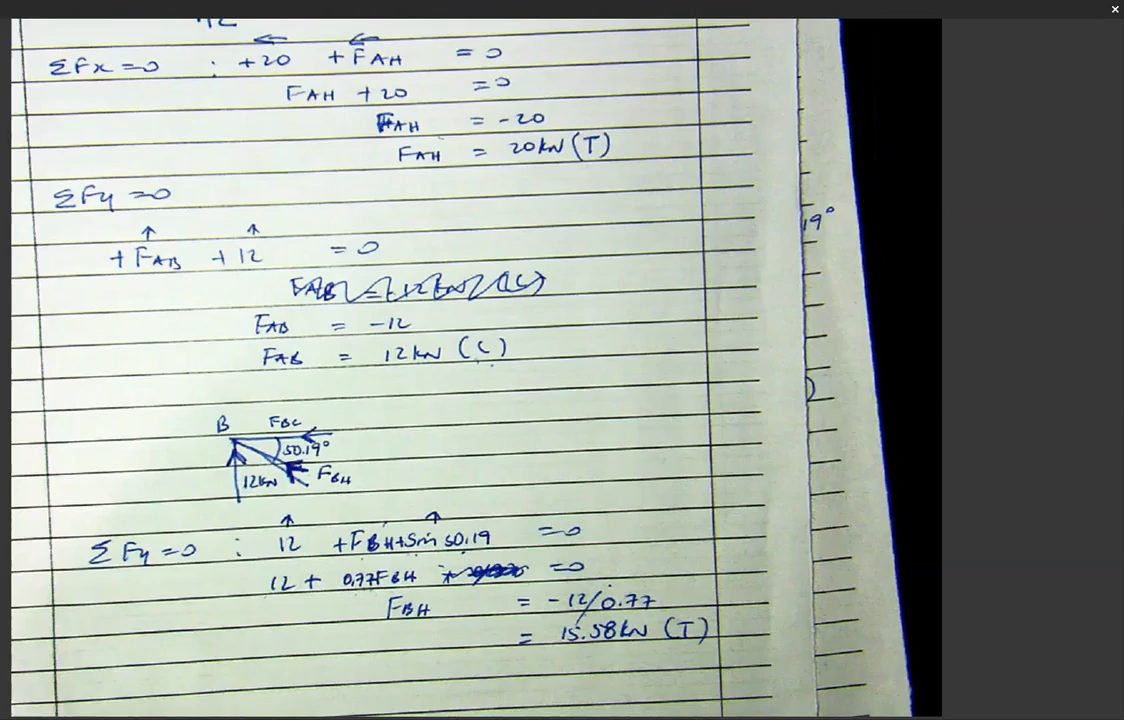 ΣFx=0 : +20 + FAH = 0
FAH +20 = 0
FAH = -20
FAH = 20kN (T)
ΣFy =0
19°
+ FAB + 12 = 0
FAB = -12
FAB = 12kN (C)
B FBC
50.19°
12kN FBH
ΣFy=0 : 12 +FBH+Sin 50.19 =0
12 + 0.77FBH =0
FBH = -12/0.77
= 15.58kN (T)